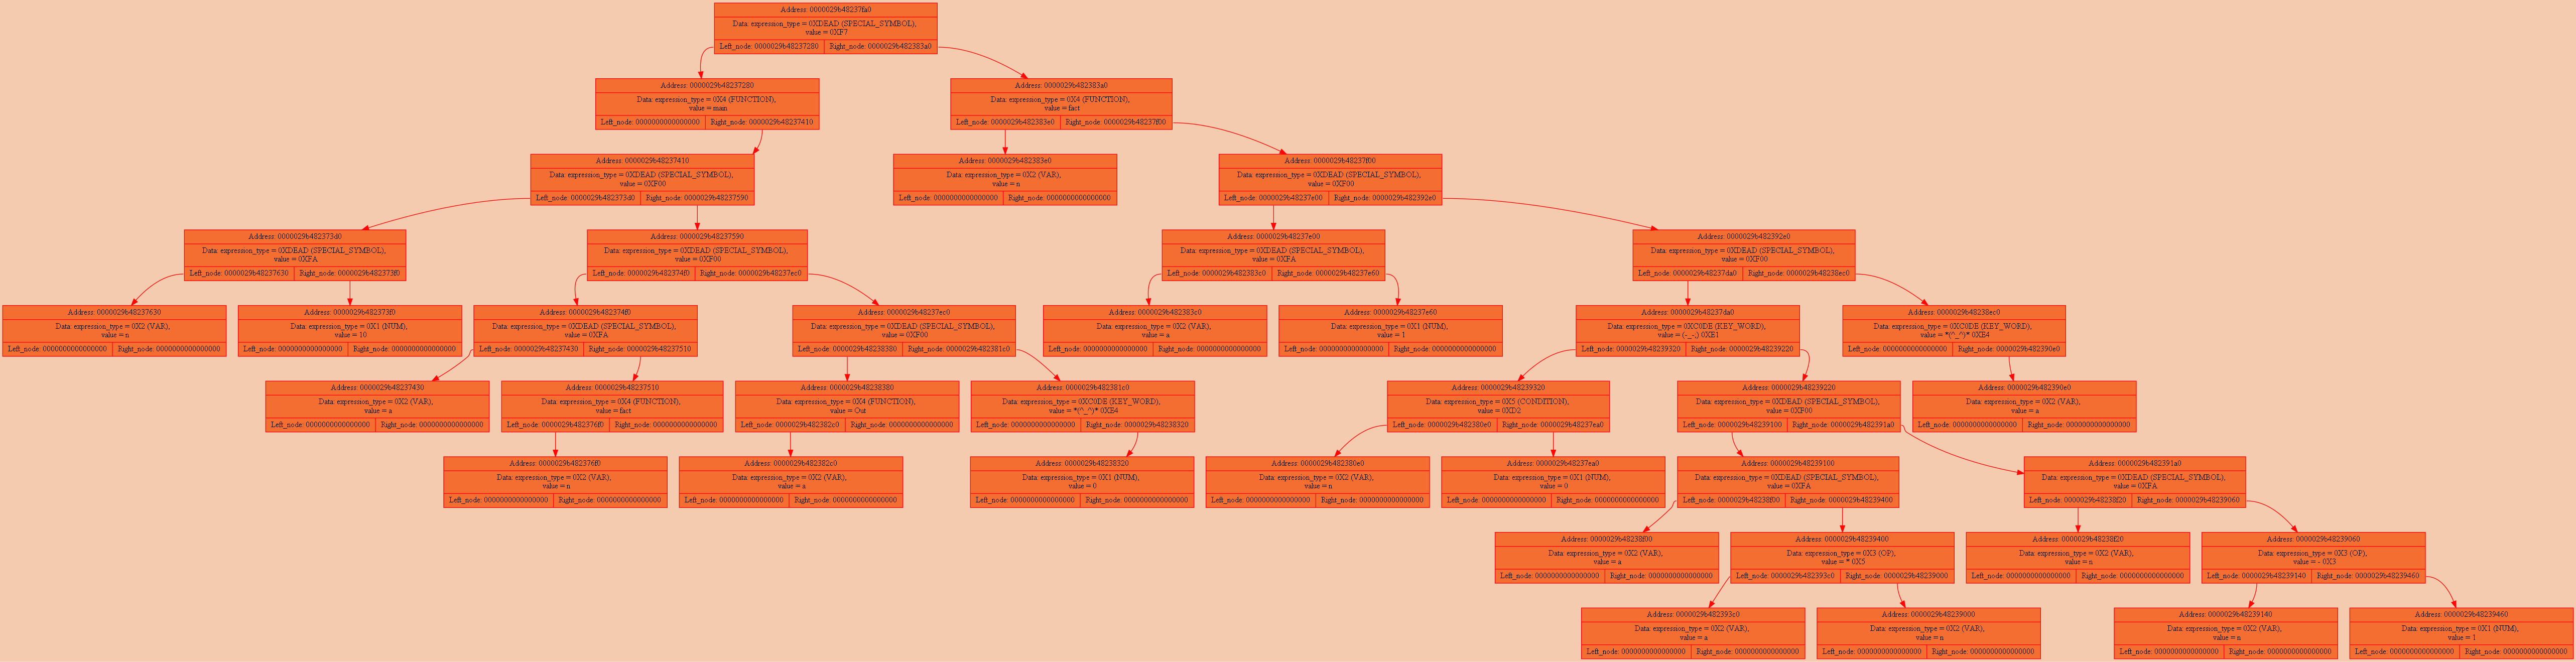 Address: 0000029b48237fa0
Data: expression_type = 0XDEAD (SPECIAL_SYMBOL),
value = 0XF7
Left_node: 0000029b48237280 Right_node: 0000029b482383a0
Address: 0000029b48237280
Data: expression_type = 0X4 (FUNCTION),
value = main
Left_node: 0000000000000000 Right_node: 0000029b48237410
Address: 0000029b482383a0
Data: expression_type = 0X4 (FUNCTION),
value = fact
Left_node: 0000029b482383e0 Right_node: 0000029b48237f00
Address: 0000029b48237410
Data: expression_type = 0XDEAD (SPECIAL_SYMBOL),
value = 0XF00
Left_node: 0000029b482373d0 Right_node: 0000029b48237590
Address: 0000029b482383e0
Data: expression_type = 0X2 (VAR),
value = n
Left_node: 0000000000000000 Right_node: 0000000000000000
Address: 0000029b48237f00
Data: expression_type = 0XDEAD (SPECIAL_SYMBOL),
value = 0XF00
Left_node: 0000029b48237e00 Right_node: 0000029b482392e0
Address: 0000029b482373d0
Data: expression_type = 0XDEAD (SPECIAL_SYMBOL),
value = 0XFA
Left_node: 0000029b48237630 Right_node: 0000029b482373f0
Address: 0000029b48237590
Data: expression_type = 0XDEAD (SPECIAL_SYMBOL),
value = 0XF00
Left_node: 0000029b482374f0 Right_node: 0000029b48237ec0
Address: 0000029b48237e00
Data: expression_type = 0XDEAD (SPECIAL_SYMBOL),
value = 0XFA
Left_node: 0000029b482383c0 Right_node: 0000029b48237e60
Address: 0000029b482392e0
Data: expression_type = 0XDEAD (SPECIAL_SYMBOL),
value = 0XF00
Left_node: 0000029b48237da0 Right_node: 0000029b48238ec0
Address: 0000029b48237630
Data: expression_type = 0X2 (VAR),
value = n
Left_node: 0000000000000000 Right_node: 0000000000000000
Address: 0000029b482373f0
Data: expression_type = 0X1 (NUM),
value = 10
Left_node: 0000000000000000 Right_node: 0000000000000000
Address: 0000029b482374f0
Data: expression_type = 0XDEAD (SPECIAL_SYMBOL),
value = 0XFA
Left_node: 0000029b48237430 Right_node: 0000029b48237510
Address: 0000029b48237ec0
Data: expression_type = 0XDEAD (SPECIAL_SYMBOL),
value = 0XF00
Left_node: 0000029b48238380 Right_node: 0000029b482381c0
Address: 0000029b482383c0
Data: expression_type = 0X2 (VAR),
value = a
Left_node: 0000000000000000 Right_node: 0000000000000000
Address: 0000029b48237e60
Data: expression_type = 0X1 (NUM),
value = 1
Left_node: 0000000000000000 Right_node: 0000000000000000
Address: 0000029b48237da0
Data: expression_type = 0XC0DE (KEY_WORD),
value = (-_-;) 0XE1
Left_node: 0000029b48239320 Right_node: 0000029b48239220
Address: 0000029b48238ec0
Data: expression_type = 0XC0DE (KEY_WORD),
value = *(^_^)* 0XE4
Left_node: 0000000000000000 Right_node: 0000029b482390e0
Address: 0000029b48237430
Data: expression_type = 0X2 (VAR),
value = a
Left_node: 0000000000000000 Right_node: 0000000000000000
Address: 0000029b48237510
Data: expression_type = 0X4 (FUNCTION),
value = fact
Left_node: 0000029b482376f0 Right_node: 0000000000000000
Address: 0000029b48238380
Data: expression_type = 0X4 (FUNCTION),
value = Out
Left_node: 0000029b482382c0 Right_node: 0000000000000000
Address: 0000029b482381c0
Data: expression_type = 0XC0DE (KEY_WORD),
value = *(^_^)* 0XE4
Left_node: 0000000000000000 Right_node: 0000029b48238320
Address: 0000029b48239320
Data: expression_type = 0X5 (CONDITION),
value = 0XD2
Left_node: 0000029b482380e0 Right_node: 0000029b48237ea0
Address: 0000029b48239220
Data: expression_type = 0XDEAD (SPECIAL_SYMBOL),
value = 0XF00
Left_node: 0000029b48239100 Right_node: 0000029b482391a0
Address: 0000029b482390e0
Data: expression_type = 0X2 (VAR),
value = a
Left_node: 0000000000000000 Right_node: 0000000000000000
Address: 0000029b482376f0
Data: expression_type = 0X2 (VAR),
value = n
Left_node: 0000000000000000 Right_node: 0000000000000000
Address: 0000029b482382c0
Data: expression_type = 0X2 (VAR),
value = a
Left_node: 0000000000000000 Right_node: 0000000000000000
Address: 0000029b48238320
Data: expression_type = 0X1 (NUM),
value = 0
Left_node: 0000000000000000 Right_node: 0000000000000000
Address: 0000029b482380e0
Data: expression_type = 0X2 (VAR),
value = n
Left_node: 0000000000000000 Right_node: 0000000000000000
Address: 0000029b48237ea0
Data: expression_type = 0X1 (NUM),
value = 0
Left_node: 0000000000000000 Right_node: 0000000000000000
Address: 0000029b48239100
Data: expression_type = 0XDEAD (SPECIAL_SYMBOL),
value = 0XFA
Left_node: 0000029b48238f00 Right_node: 0000029b48239400
Address: 0000029b482391a0
Data: expression_type = 0XDEAD (SPECIAL_SYMBOL),
value = 0XFA
Left_node: 0000029b48238f20 Right_node: 0000029b48239060
Address: 0000029b48238f00
Data: expression_type = 0X2 (VAR),
value = a
Left_node: 0000000000000000 Right_node: 0000000000000000
Address: 0000029b48239400
Data: expression_type = 0X3 (OP),
value = * 0X5
Left_node: 0000029b482393c0 Right_node: 0000029b48239000
Address: 0000029b48238f20
Data: expression_type = 0X2 (VAR),
value = n
Left_node: 0000000000000000 Right_node: 0000000000000000
Address: 0000029b48239060
Data: expression_type = 0X3 (OP),
value = - 0X3
Left_node: 0000029b48239140 Right_node: 0000029b48239460
Address: 0000029b482393c0
Data: expression_type = 0X2 (VAR),
value = a
Left_node: 0000000000000000 Right_node: 0000000000000000
Address: 0000029b48239000
Data: expression_type = 0X2 (VAR),
value = n
Left_node: 0000000000000000 Right_node: 0000000000000000
Address: 0000029b48239140
Data: expression_type = 0X2 (VAR),
value = n
Left_node: 0000000000000000 Right_node: 0000000000000000
Address: 0000029b48239460
Data: expression_type = 0X1 (NUM),
value = 1
Left_node: 0000000000000000 Right_node: 0000000000000000